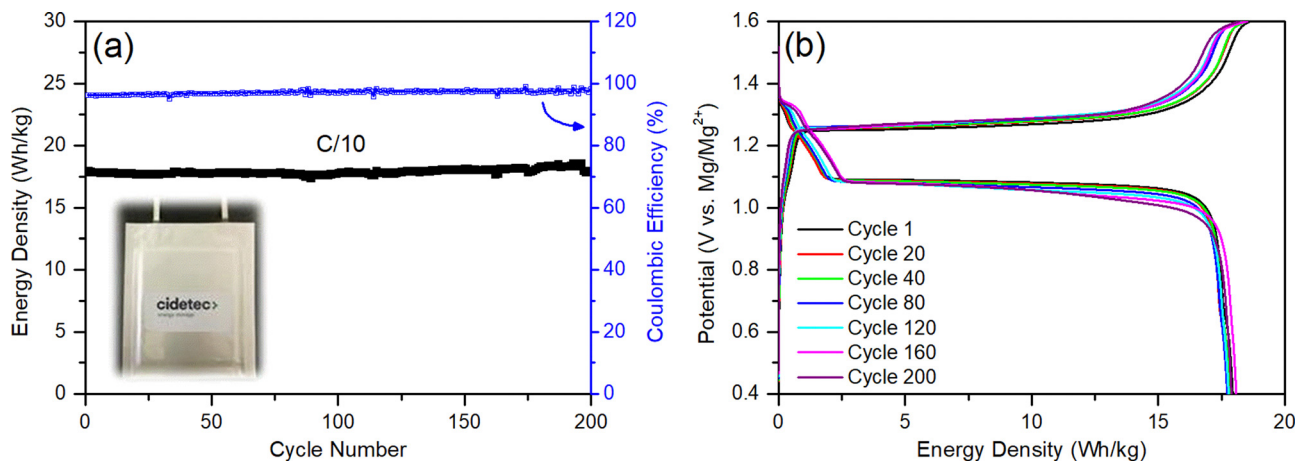 (a)
30
25
20
15
10
5
0
Energy Density (Wh/kg)
C/10
cidetec>
energy storage
0
50
100
150
200
Cycle Number
120
100
80
60
40
20
0
Coulombic Efficiency (%)
(b)
1.6
1.4
1.2
1.0
0.8
0.6
0.4
Potential (V vs. Mg/Mg²⁺)
Cycle 1
Cycle 20
Cycle 40
Cycle 80
Cycle 120
Cycle 160
Cycle 200
0
5
10
15
20
Energy Density (Wh/kg)